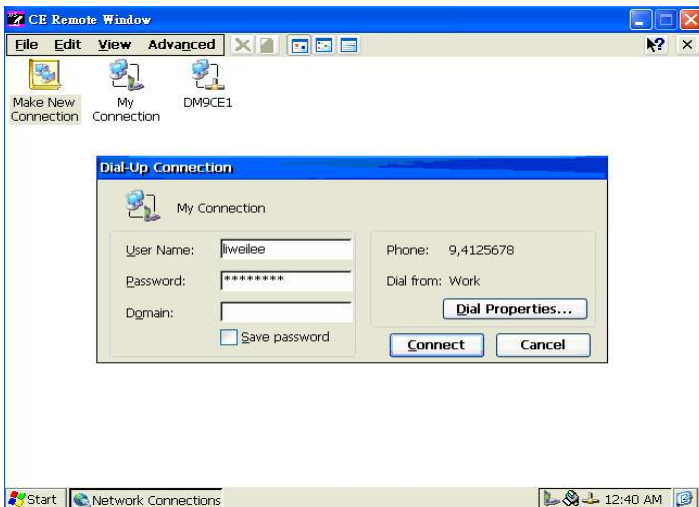 CE Remote Window
File Edit View Advanced
Make New Connection
My Connection
DM9CE1
Dial-Up Connection
My Connection
User Name: liweilee
Password: ********
Domain:
Save password
Phone: 9,4125678
Dial from: Work
Dial Properties...
Connect Cancel
Start Network Connections 12:40 AM